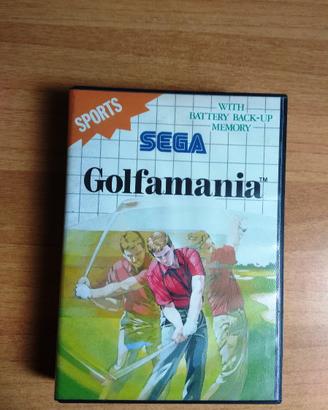 SPORTS
WITH
BATTERY BACK-UP
MEMORY
SEGA
Golfamania™